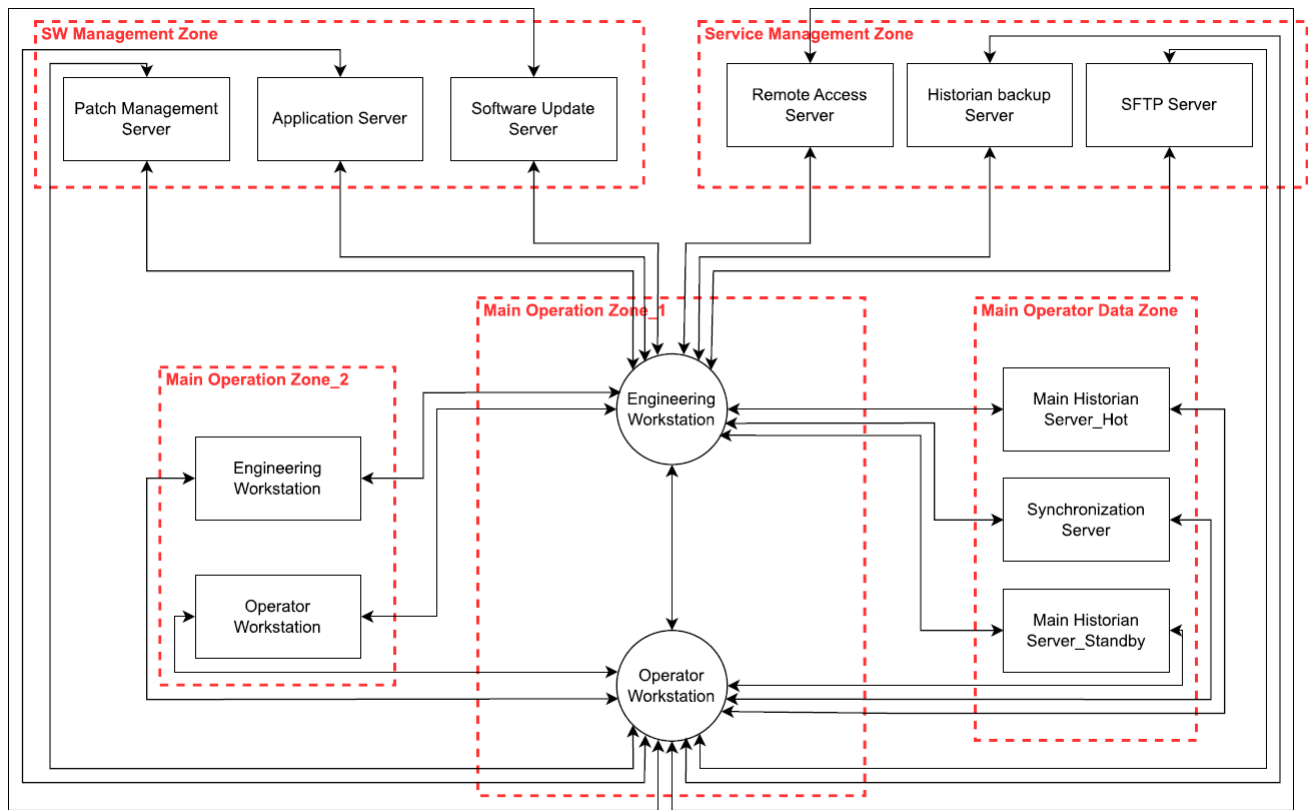 SW Management Zone
Patch Management
Server
Application Server
Software Update
Server
Service Management Zone
Remote Access
Server
Historian backup
Server
SFTP Server
Main Operation Zone_1
Engineering
Workstation
Operator
Workstation
Main Operation Zone_2
Engineering
Workstation
Operator
Workstation
Main Operator Data Zone
Main Historian
Server_Hot
Synchronization
Server
Main Historian
Server_Standby